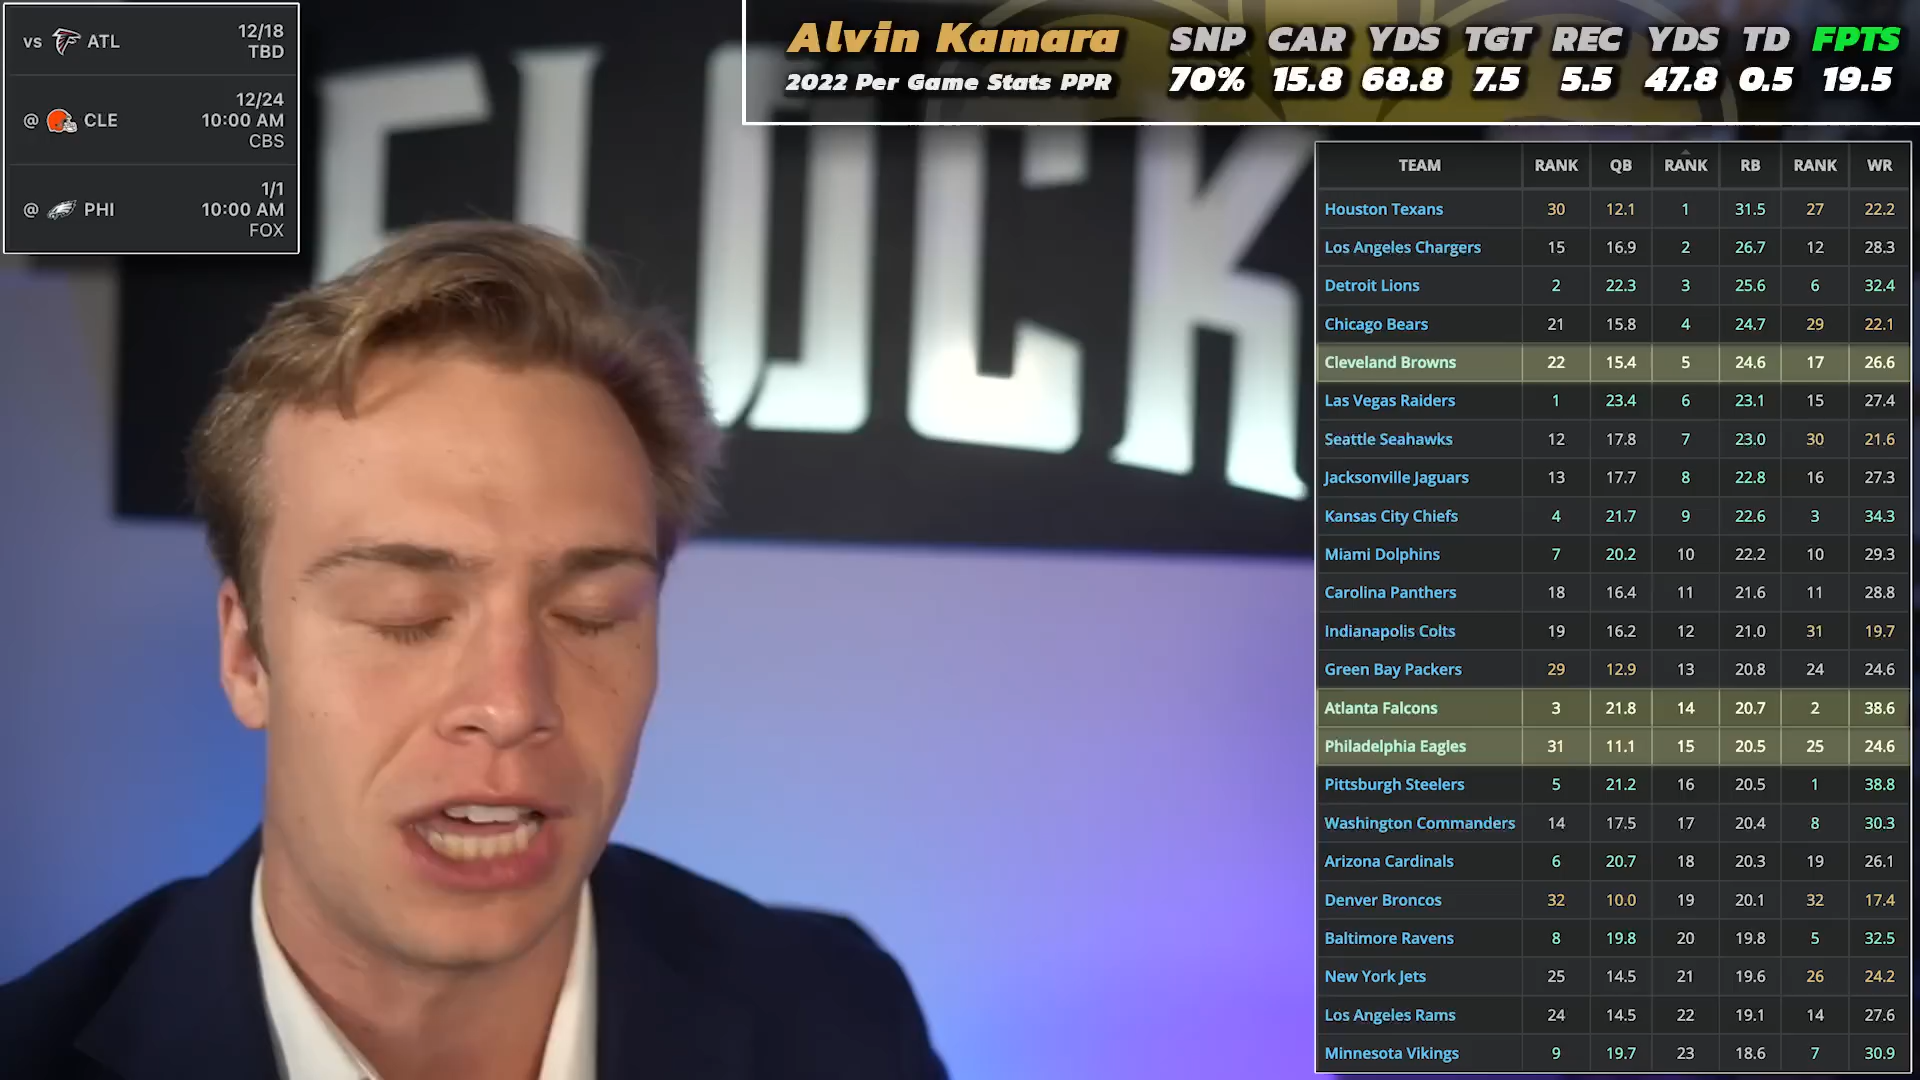 vs ATL 12/18
TBD
@ CLE 12/24
10:00 AM
CBS
@ PHI 1/1
10:00 AM
FOX
Alvin Kamara SNP CAR YDS TGT REC YDS TD FPTS
2022 Per Game Stats PPR 70% 15.8 68.8 7.5 5.5 47.8 0.5 19.5
FLOCK
TEAM RANK QB RANK RB RANK WR
Houston Texans 30 12.1 1 31.5 27 22.2
Los Angeles Chargers 15 16.9 2 26.7 12 28.3
Detroit Lions 2 22.3 3 25.6 6 32.4
Chicago Bears 21 15.8 4 24.7 29 22.1
Cleveland Browns 22 15.4 5 24.6 17 26.6
Las Vegas Raiders 1 23.4 6 23.1 15 27.4
Seattle Seahawks 12 17.8 7 23.0 30 21.6
Jacksonville Jaguars 13 17.7 8 22.8 16 27.3
Kansas City Chiefs 4 21.7 9 22.6 3 34.3
Miami Dolphins 7 20.2 10 22.2 10 29.3
Carolina Panthers 18 16.4 11 21.6 11 28.8
Indianapolis Colts 19 16.2 12 21.0 31 19.7
Green Bay Packers 29 12.9 13 20.8 24 24.6
Atlanta Falcons 3 21.8 14 20.7 2 38.6
Philadelphia Eagles 31 11.1 15 20.5 25 24.6
Pittsburgh Steelers 5 21.2 16 20.5 1 38.8
Washington Commanders 14 17.5 17 20.4 8 30.3
Arizona Cardinals 6 20.7 18 20.3 19 26.1
Denver Broncos 32 10.0 19 20.1 32 17.4
Baltimore Ravens 8 19.8 20 19.8 5 32.5
New York Jets 25 14.5 21 19.6 26 24.2
Los Angeles Rams 24 14.5 22 19.1 14 27.6
Minnesota Vikings 9 19.7 23 18.6 7 30.9